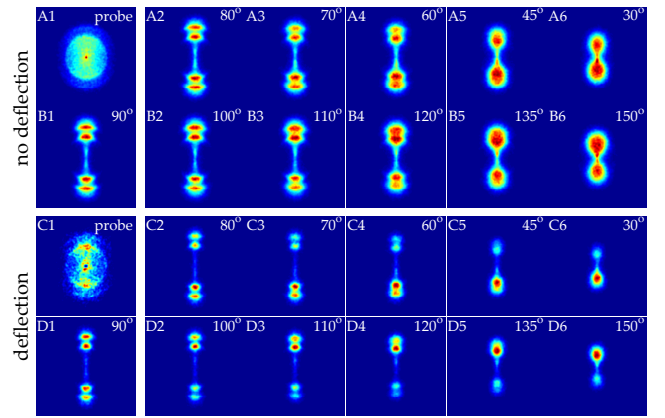 no deflection
A1 probe A2 80° A3 70° A4 60° A5 45° A6 30°
B1 90° B2 100° B3 110° B4 120° B5 135° B6 150°
deflection
C1 probe C2 80° C3 70° C4 60° C5 45° C6 30°
D1 90° D2 100° D3 110° D4 120° D5 135° D6 150°